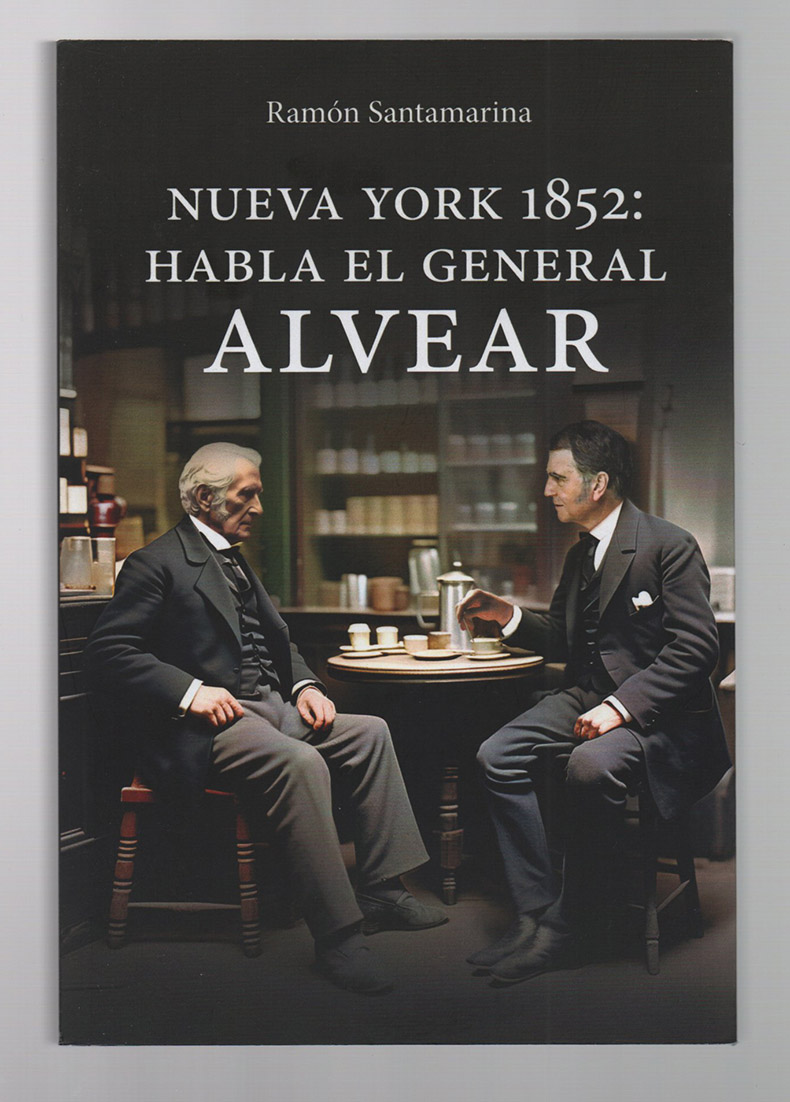 Ramón Santamarina
NUEVA YORK 1852:
HABLA EL GENERAL
ALVEAR